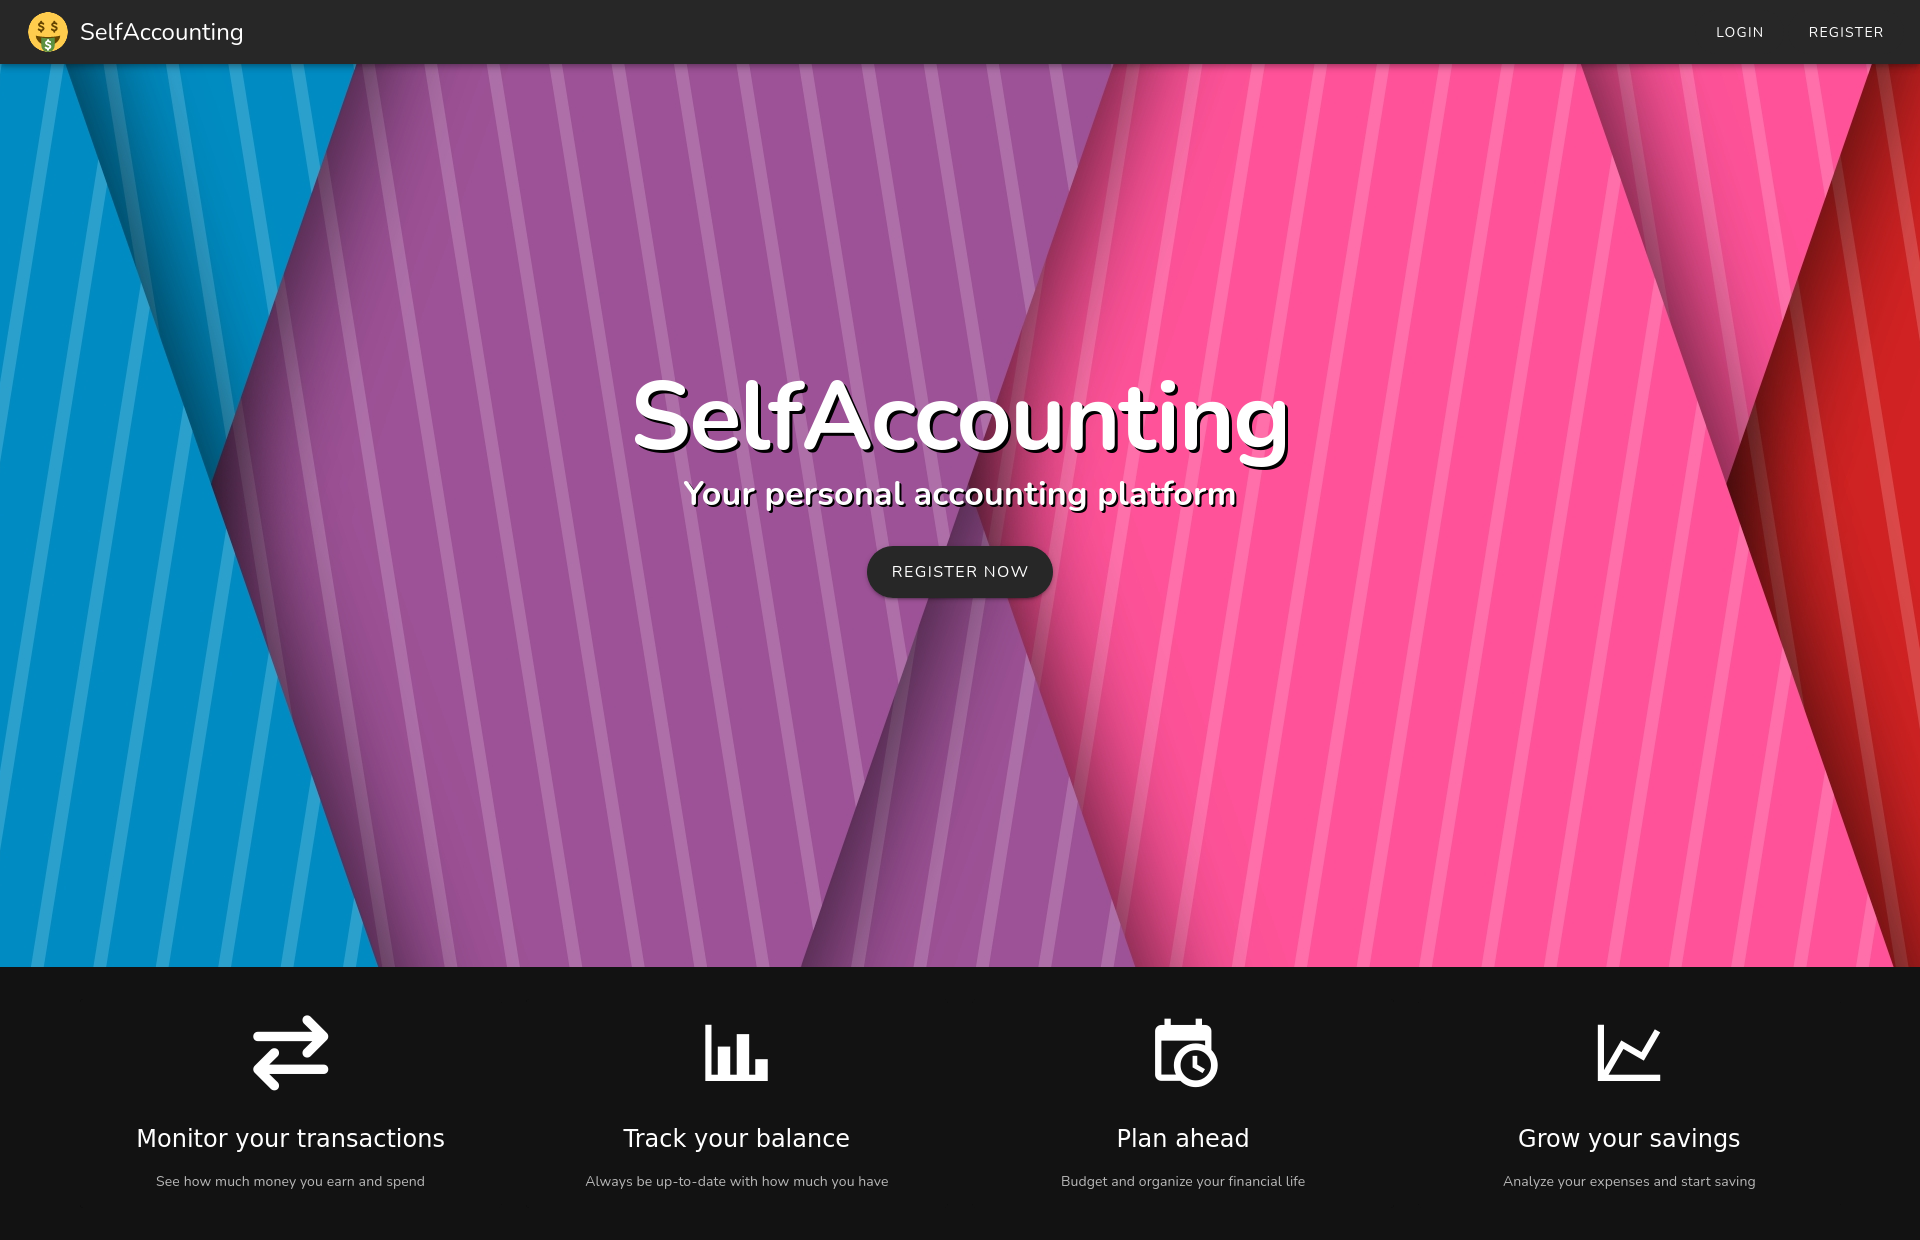 SelfAccounting
LOGIN
REGISTER
SelfAccounting
Your personal accounting platform
REGISTER NOW
Monitor your transactions
See how much money you earn and spend
Track your balance
Always be up-to-date with how much you have
Plan ahead
Budget and organize your financial life
Grow your savings
Analyze your expenses and start saving